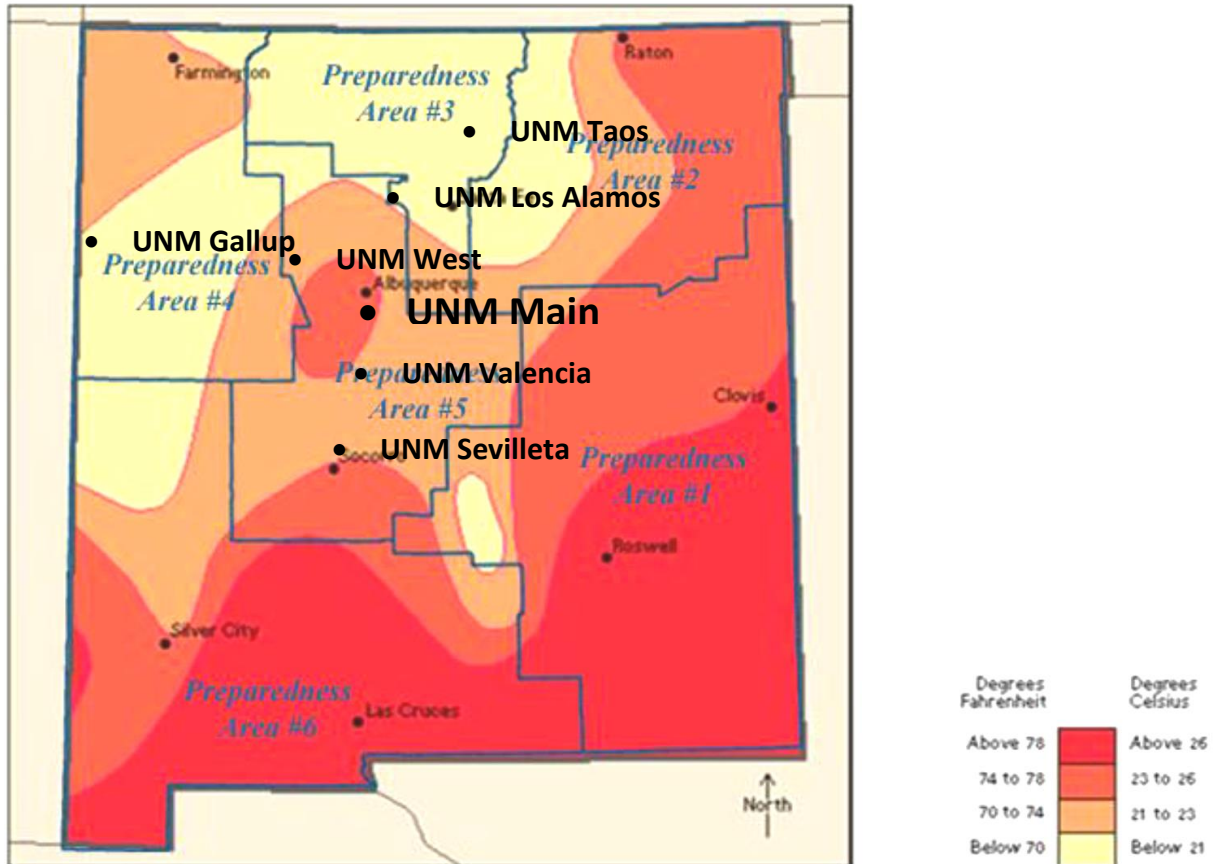 Raton
Farmington
Preparedness
Area #3
UNM Taos
Preparedness
Area #2
UNM Los Alamos
UNM Gallup
Preparedness
Area #4
UNM West
Albuquerque
UNM Main
UNM Valencia
Preparedness
Area #5
Clovis
UNM Sevilleta
Socorro
Preparedness
Area #1
Roswell
Silver City
Preparedness
Area #6
Las Cruces
North
Degrees
Fahrenheit
Degrees
Celsius
Above 78
Above 26
74 to 78
23 to 26
70 to 74
21 to 23
Below 70
Below 21